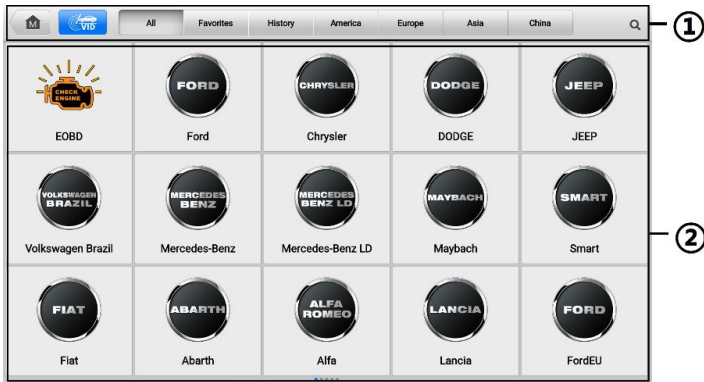 M VID All Favorites History America Europe Asia China ①
CHECK
ENGINE
FORD CHRYSLER DODGE JEEP
EOBD Ford Chrysler DODGE JEEP
VOLKSWAGEN
BRAZIL
MERCEDES
BENZ
MERCEDES
BENZ LD
MAYBACH SMART
②
Volkswagen Brazil Mercedes-Benz Mercedes-Benz LD Maybach Smart
FIAT ABARTH
ALFA
ROMEO
LANCIA FORD
Fiat Abarth Alfa Lancia FordEU